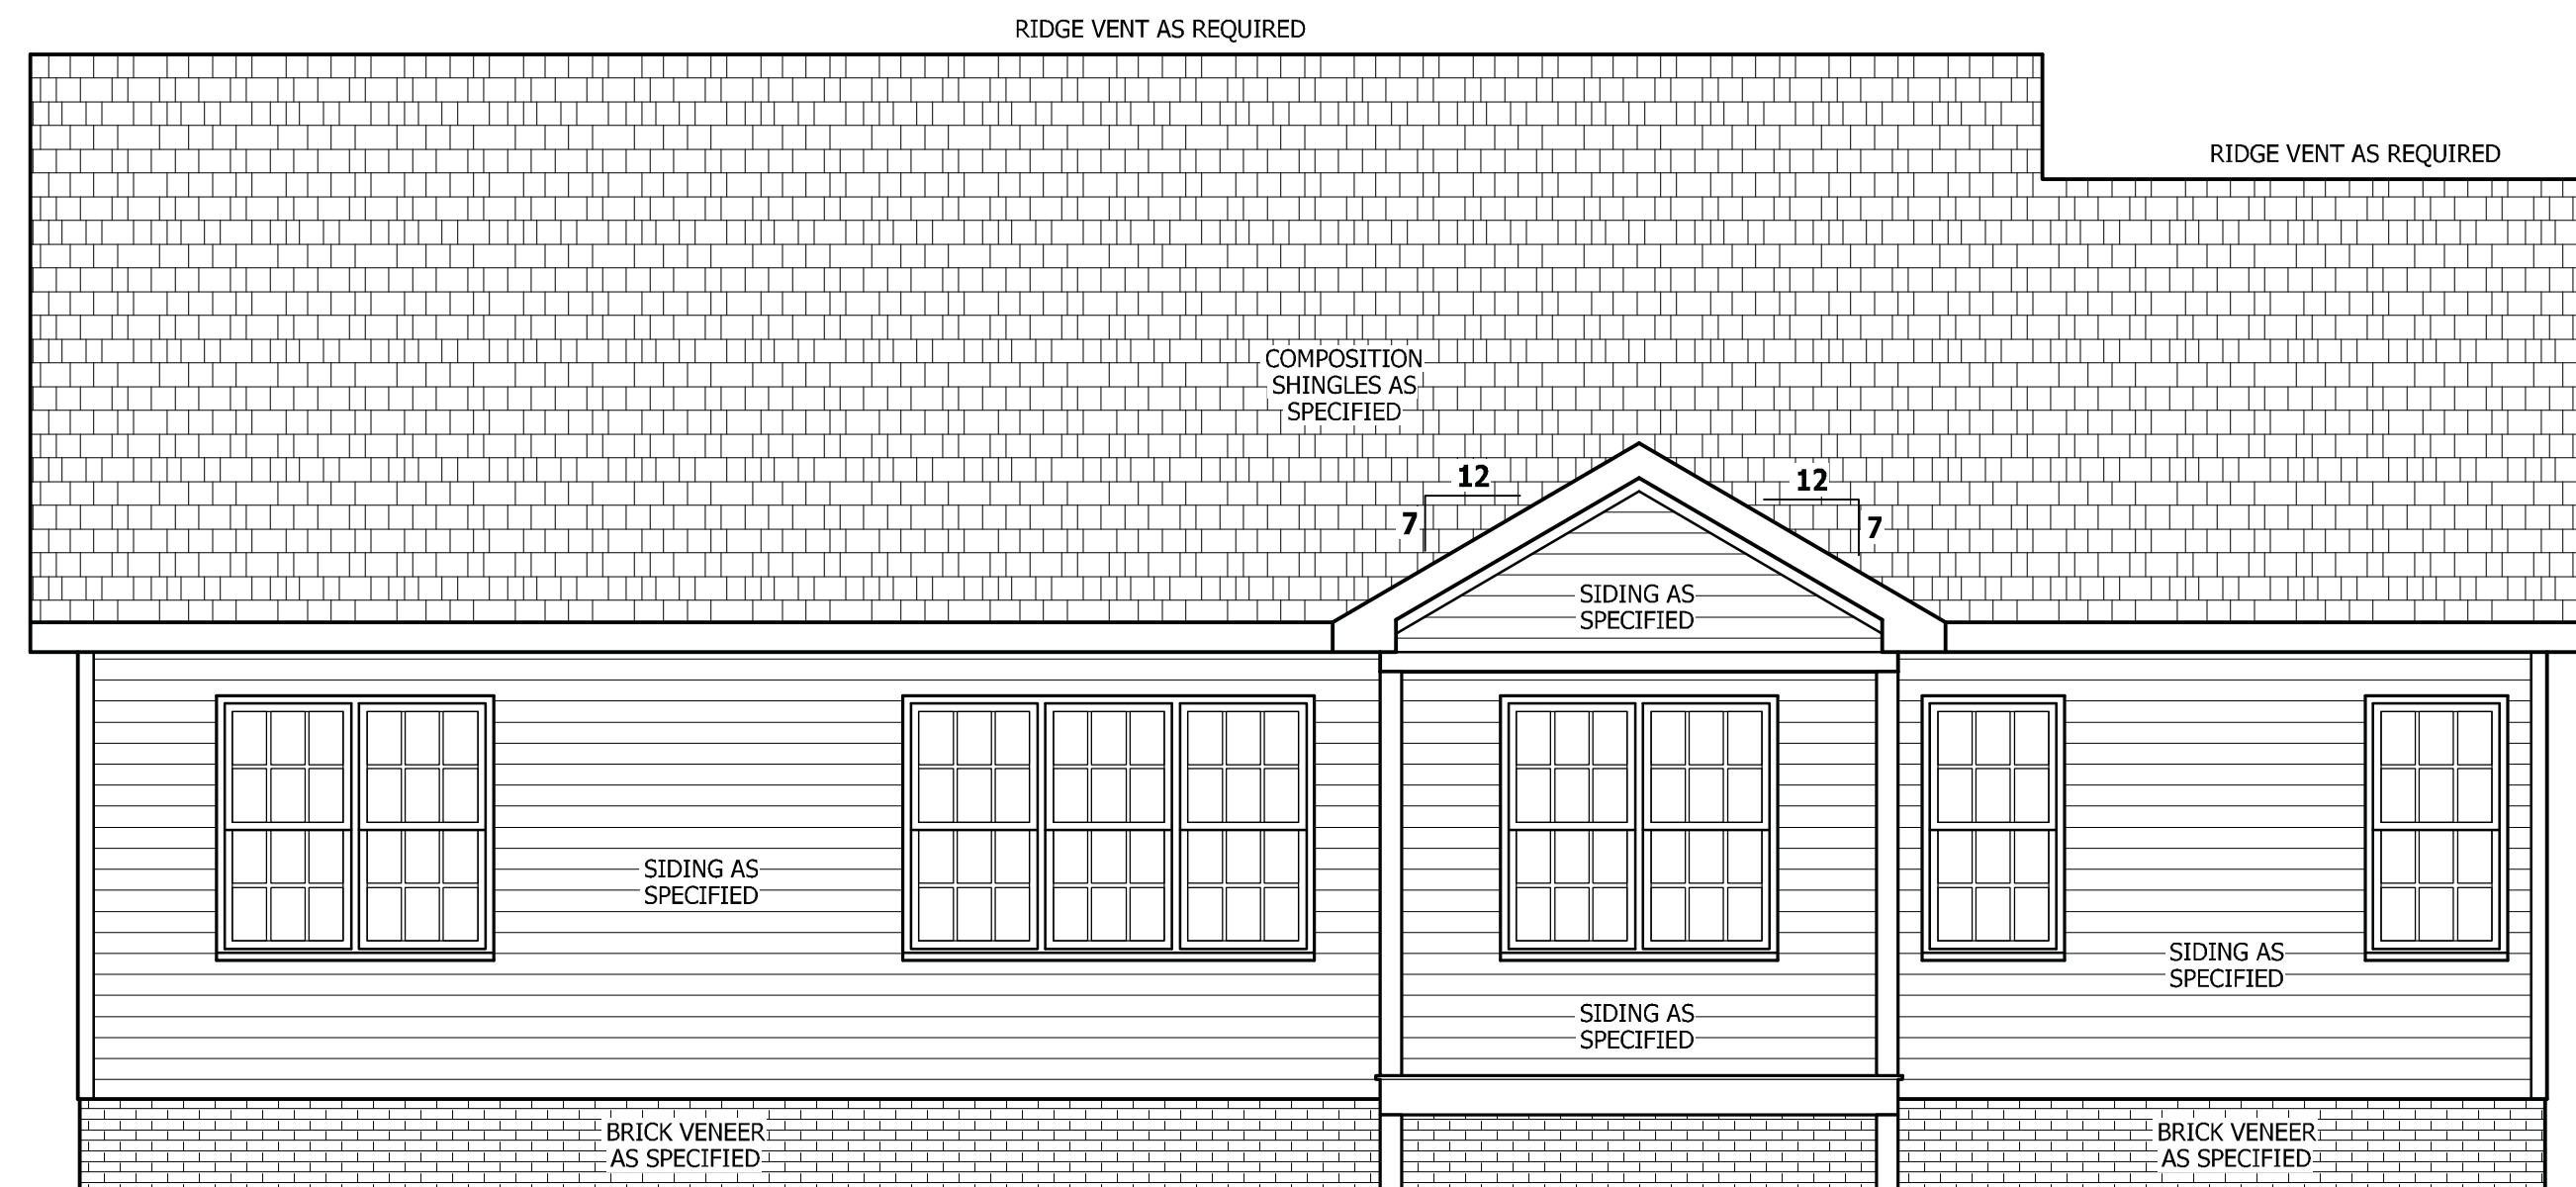 RIDGE VENT AS REQUIRED
RIDGE VENT AS REQUIRED
COMPOSITION
SHINGLES AS
SPECIFIED
12
7
12
7
SIDING AS
SPECIFIED
SIDING AS
SPECIFIED
SIDING AS
SPECIFIED
SIDING AS
SPECIFIED
BRICK VENEER
AS SPECIFIED
BRICK VENEER
AS SPECIFIED